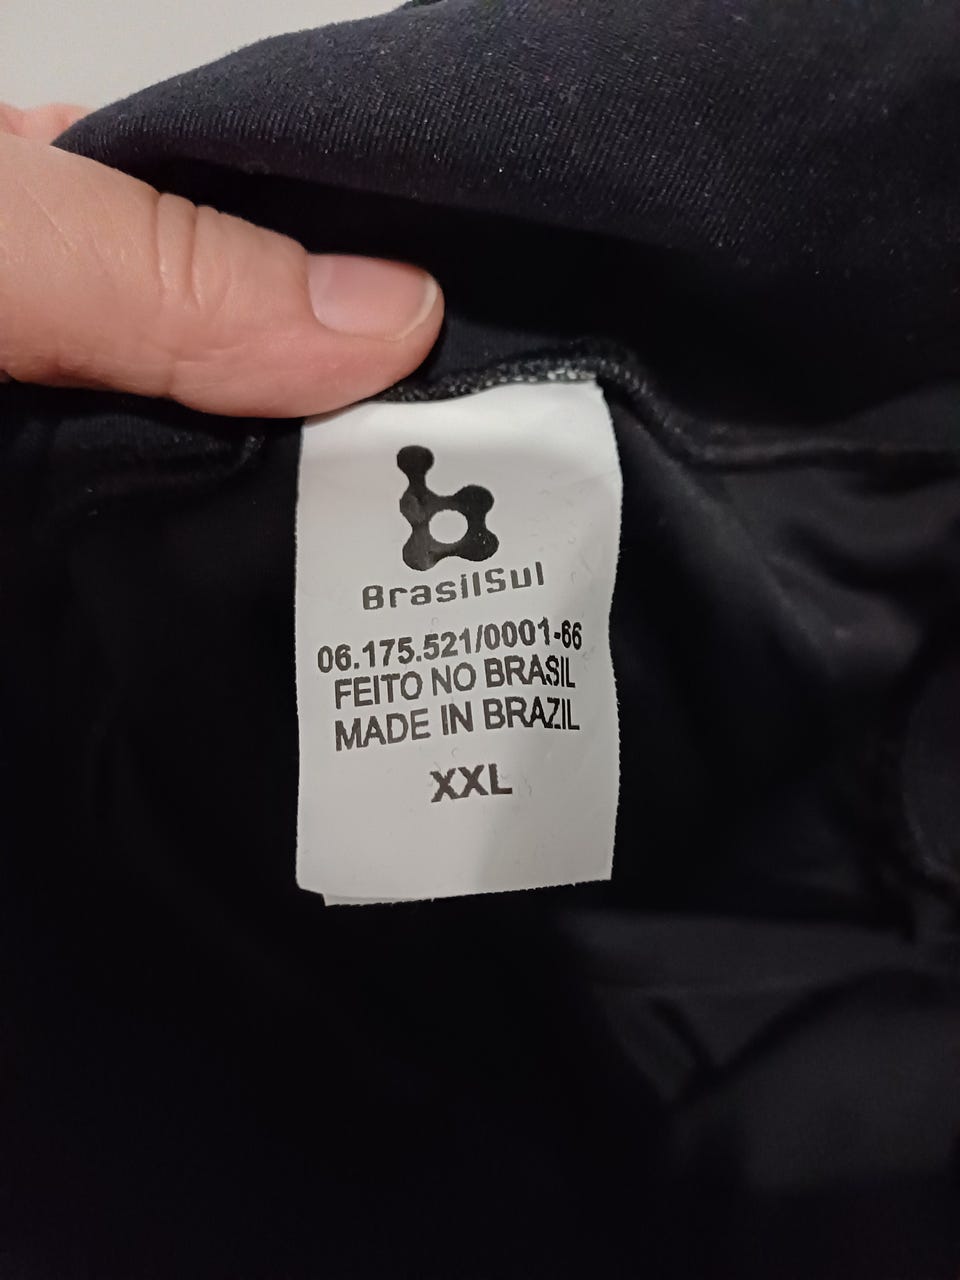 BrasilSul
06.175.521/0001-66
FEITO NO BRASIL
MADE IN BRAZIL
XXL